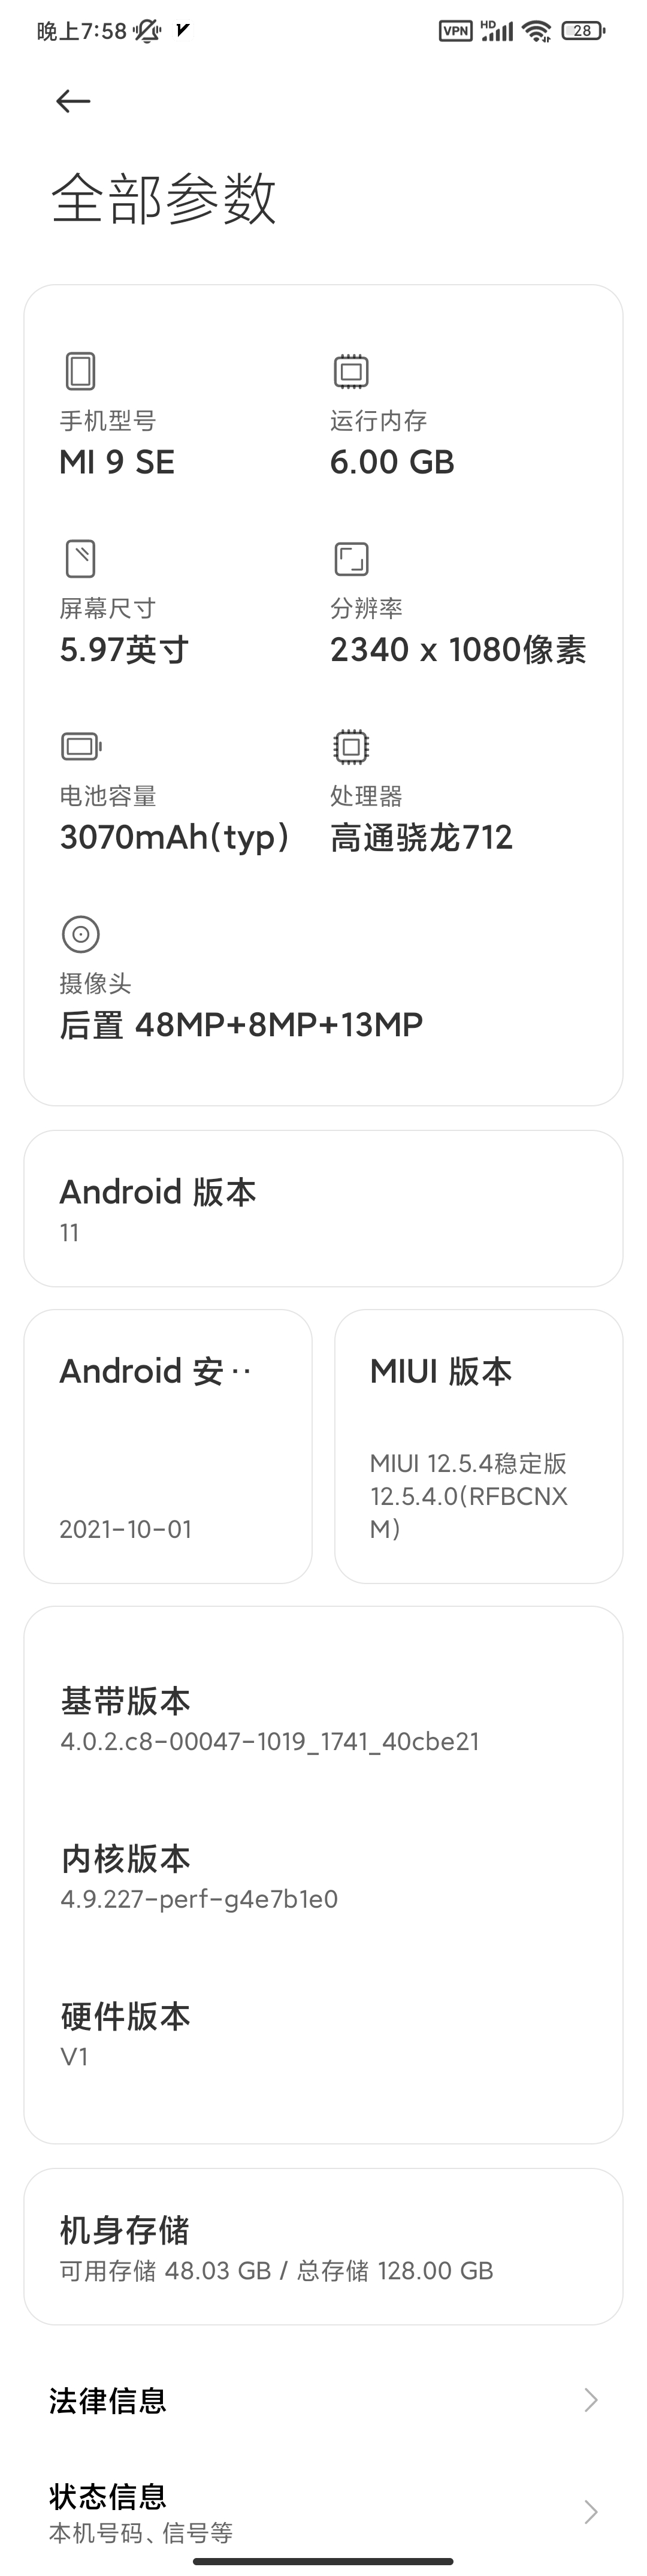 晚上7:58 VPN HD 28
全部参数
手机型号 运行内存
MI 9 SE 6.00 GB
屏幕尺寸 分辨率
5.97英寸 2340 x 1080像素
电池容量 处理器
3070mAh(typ) 高通骁龙712
摄像头
后置 48MP+8MP+13MP
Android 版本
11
Android 安··
2021-10-01
MIUI 版本
MIUI 12.5.4稳定版
12.5.4.0(RFBCNX
M)
基带版本
4.0.2.c8-00047-1019_1741_40cbe21
内核版本
4.9.227-perf-g4e7b1e0
硬件版本
V1
机身存储
可用存储 48.03 GB / 总存储 128.00 GB
法律信息
状态信息
本机号码、信号等